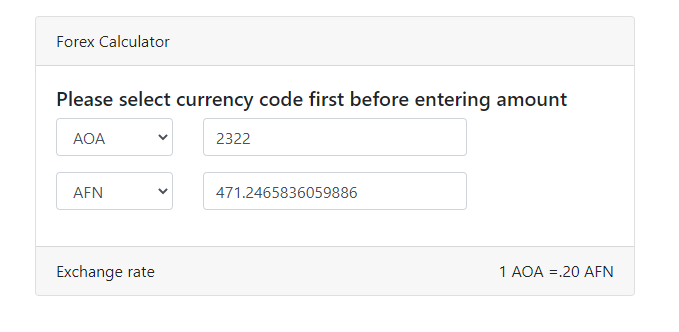 Forex Calculator
Please select currency code first before entering amount
AOA 2322
AFN 471.2465836059886
Exchange rate 1 AOA =.20 AFN